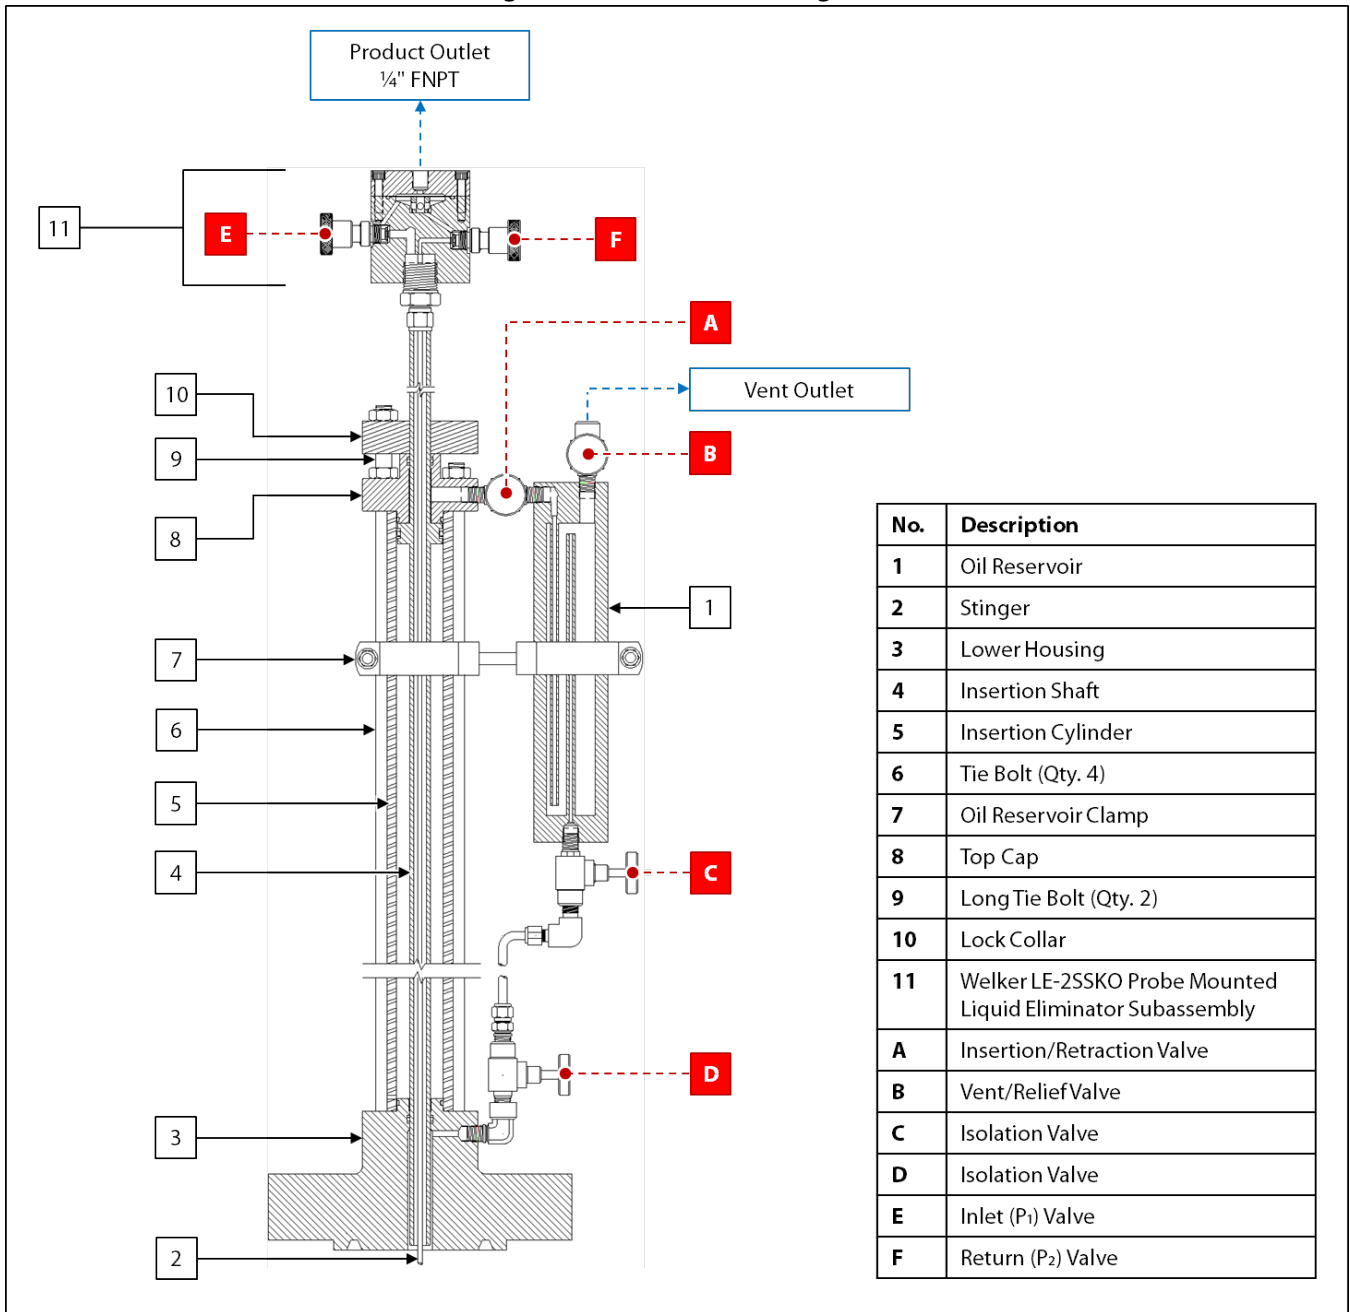 Product Outlet
¼" FNPT
11
E
F
A
10
Vent Outlet
9
B
8
1
7
6
5
4
C
D
3
2
No. Description
1 Oil Reservoir
2 Stinger
3 Lower Housing
4 Insertion Shaft
5 Insertion Cylinder
6 Tie Bolt (Qty. 4)
7 Oil Reservoir Clamp
8 Top Cap
9 Long Tie Bolt (Qty. 2)
10 Lock Collar
11 Welker LE-2SSKO Probe Mounted
Liquid Eliminator Subassembly
A Insertion/Retraction Valve
B Vent/Relief Valve
C Isolation Valve
D Isolation Valve
E Inlet (P₁) Valve
F Return (P₂) Valve